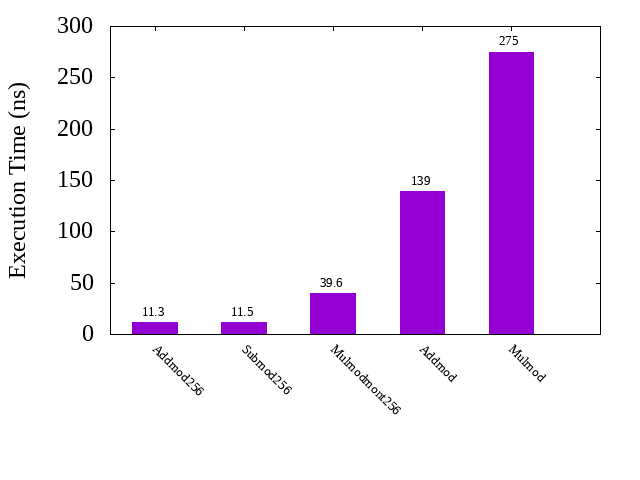 300
250
200
150
100
50
0
Execution Time (ns)
11.3
11.5
39.6
139
275
Addmod256
Submod256
Mulmodmont256
Addmod
Mulmod